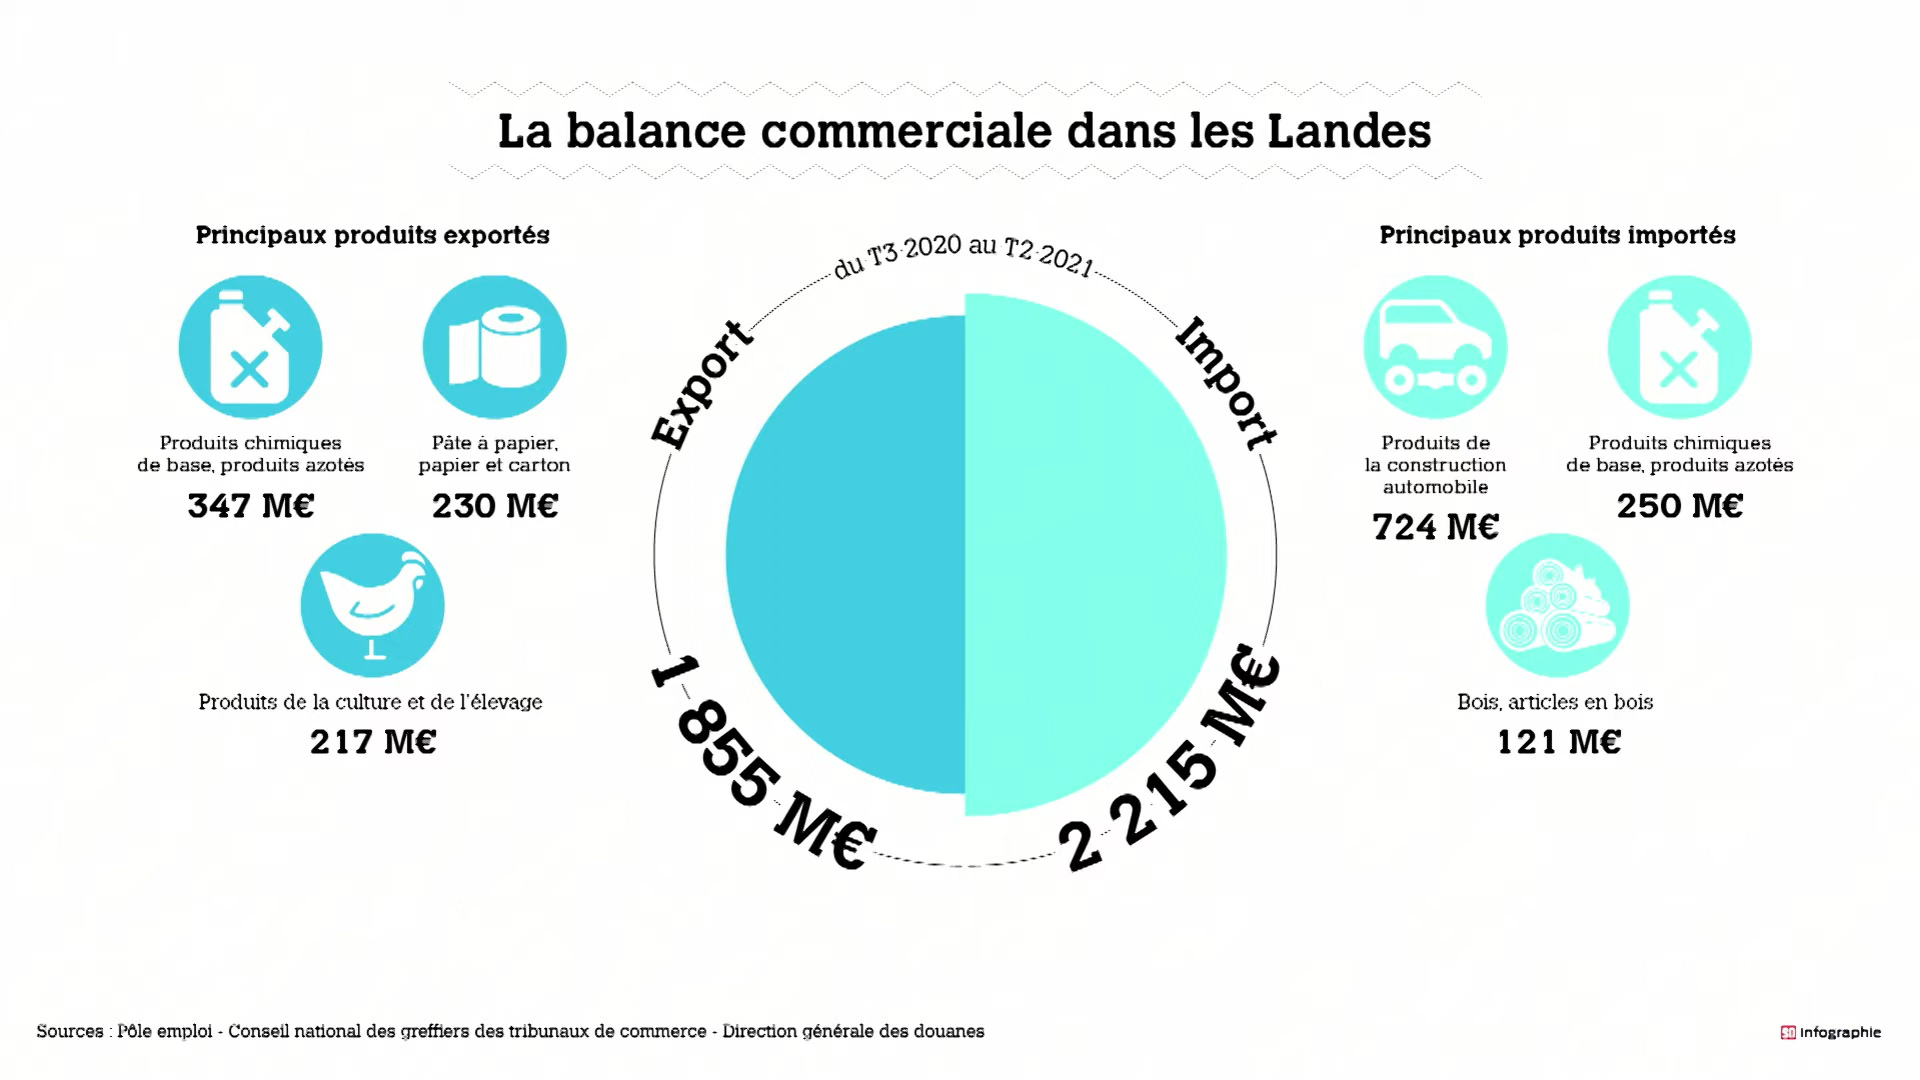 La balance commerciale dans les Landes
Principaux produits exportés
Produits chimiques
de base, produits azotés
347 M€
Pâte à papier,
papier et carton
230 M€
Produits de la culture et de l'élevage
217 M€
du T3 2020 au T2 2021
Export
1 855 M€
Import
2 215 M€
Principaux produits importés
Produits de
la construction
automobile
724 M€
Produits chimiques
de base, produits azotés
250 M€
Bois, articles en bois
121 M€
Sources : Pôle emploi - Conseil national des greffiers des tribunaux de commerce - Direction générale des douanes
SO Infographie